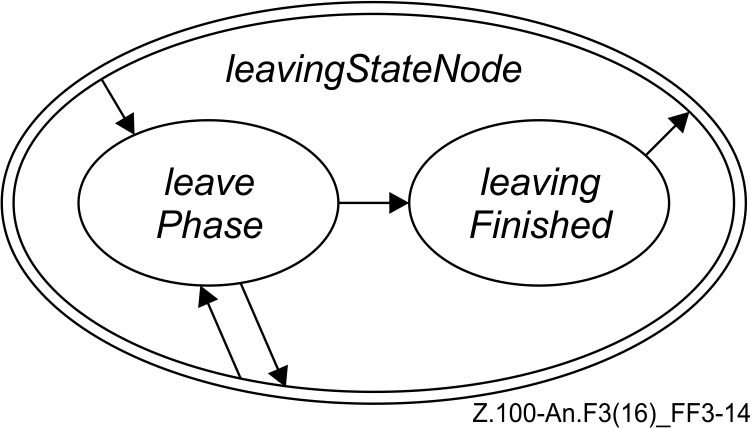 leavingStateNode
leave
Phase
leaving
Finished
Z.100-An.F3(16)_FF3-14